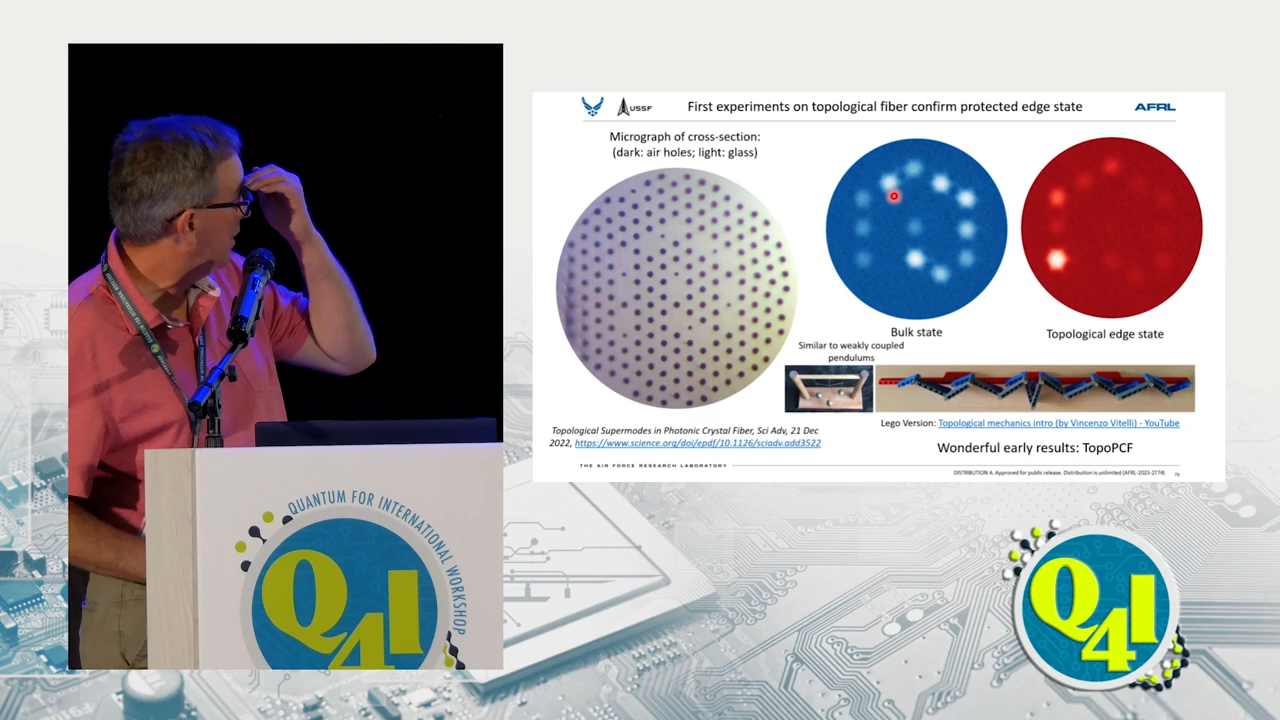 USSF
First experiments on topological fiber confirm protected edge state
AFRL
Micrograph of cross-section:
(dark: air holes; light: glass)
Bulk state
Topological edge state
Similar to weakly coupled
pendulums
Lego Version: Topological mechanics intro (by Vincenzo Vitelli) - YouTube
Topological Supermodes in Photonic Crystal Fiber, Sci Adv, 21 Dec
2022, https://www.science.org/doi/epdf/10.1126/sciadv.add3522
Wonderful early results: TopoPCF
THE AIR FORCE RESEARCH LABORATORY
DISTRIBUTION A. Approved for public release. Distribution is unlimited (AFRL-2023-2774)
QUANTUM FOR INTERNATIONAL WORKSHOP
Q4I
Q4I